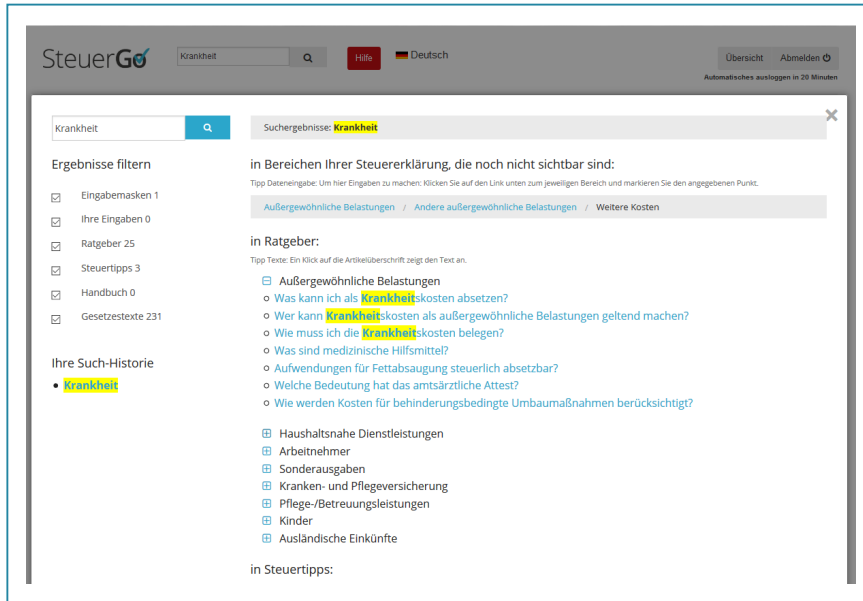 SteuerGo
Krankheit
Hilfe
Deutsch
Übersicht
Abmelden
Automatisches ausloggen in 20 Minuten
Krankheit
Ergebnisse filtern
Eingabemasken 1
Ihre Eingaben 0
Ratgeber 25
Steuertipps 3
Handbuch 0
Gesetzestexte 231
Ihre Such-Historie
Krankheit
Suchergebnisse: Krankheit
in Bereichen Ihrer Steuererklärung, die noch nicht sichtbar sind:
Tipp Dateneingabe: Um hier Eingaben zu machen: Klicken Sie auf den Link unten zum jeweiligen Bereich und markieren Sie den angegebenen Punkt.
Außergewöhnliche Belastungen / Andere außergewöhnliche Belastungen / Weitere Kosten
in Ratgeber:
Tipp Texte: Ein Klick auf die Artikelüberschrift zeigt den Text an.
Außergewöhnliche Belastungen
Was kann ich als Krankheitskosten absetzen?
Wer kann Krankheitskosten als außergewöhnliche Belastungen geltend machen?
Wie muss ich die Krankheitskosten belegen?
Was sind medizinische Hilfsmittel?
Aufwendungen für Fettabsaugung steuerlich absetzbar?
Welche Bedeutung hat das amtsärztliche Attest?
Wie werden Kosten für behinderungsbedingte Umbaumaßnahmen berücksichtigt?
Haushaltsnahe Dienstleistungen
Arbeitnehmer
Sonderausgaben
Kranken- und Pflegeversicherung
Pflege-/Betreuungsleistungen
Kinder
Ausländische Einkünfte
in Steuertipps: